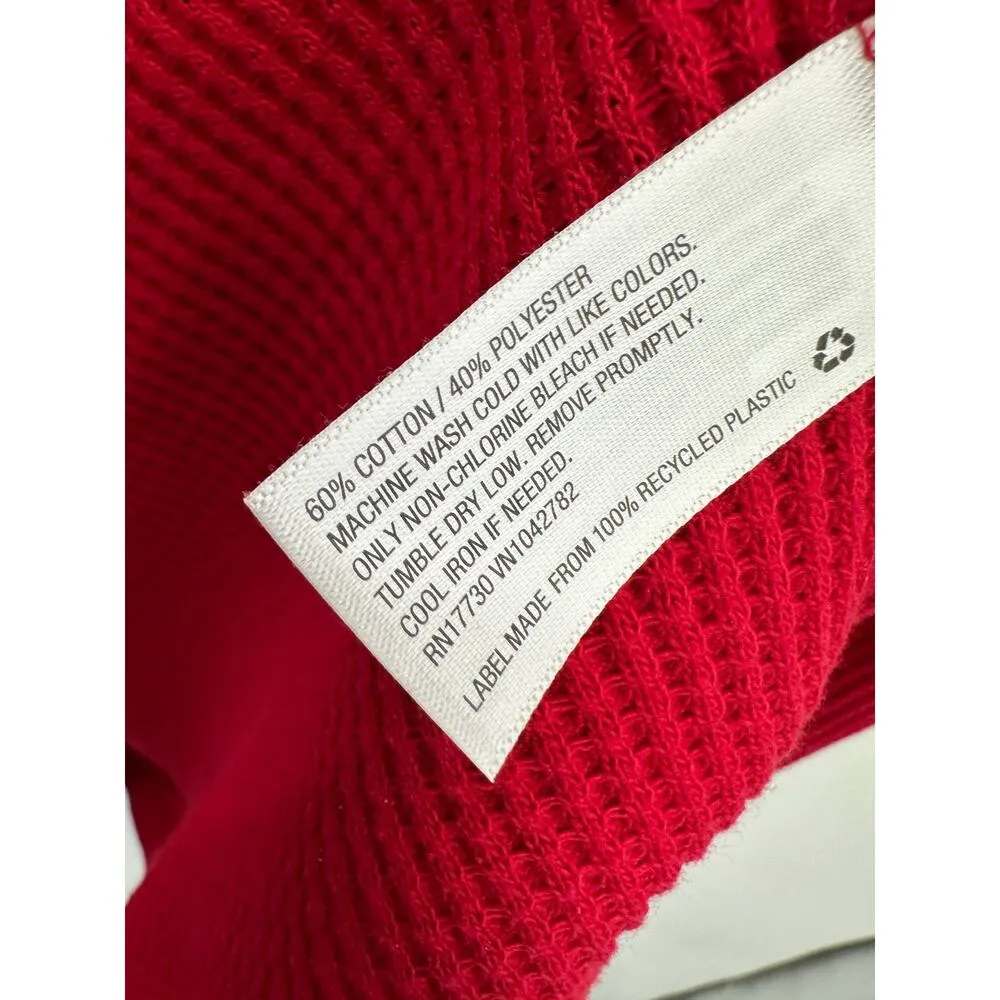 60% COTTON / 40% POLYESTER
MACHINE WASH COLD WITH LIKE COLORS.
ONLY NON-CHLORINE BLEACH IF NEEDED.
TUMBLE DRY LOW. REMOVE PROMPTLY.
COOL IRON IF NEEDED.
RN17730 VN1042782
LABEL MADE FROM 100% RECYCLED PLASTIC